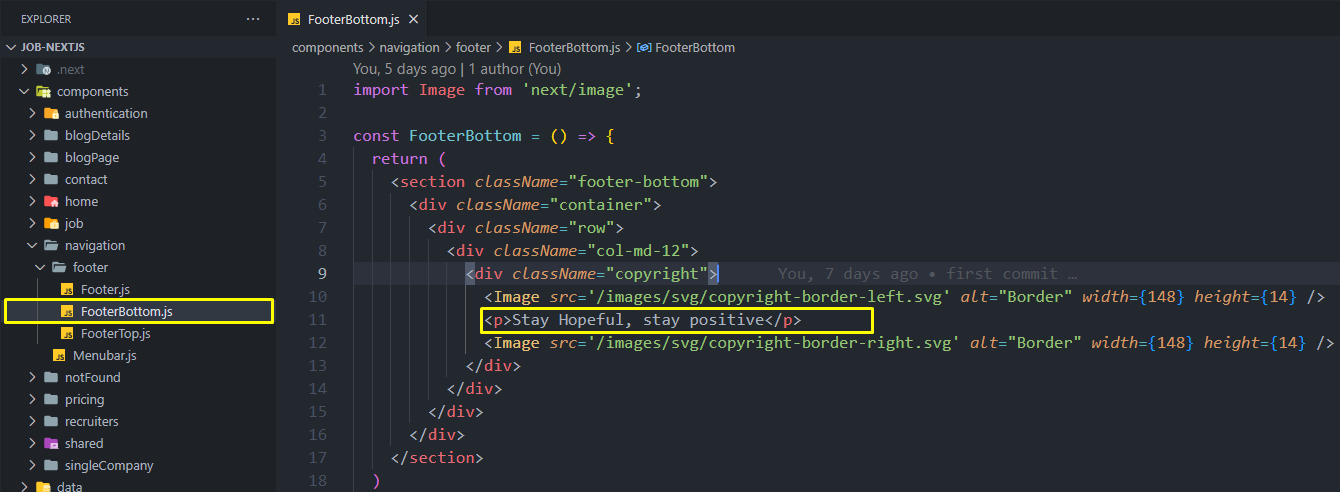 EXPLORER ...
JOB-NEXTJS
.next
components
authentication
blogDetails
blogPage
contact
home
job
navigation
footer
JS Footer.js
JS FooterBottom.js
JS FooterTop.js
JS Menubar.js
notFound
pricing
recruiters
shared
singleCompany
data
JS FooterBottom.js ×
components > navigation > footer > JS FooterBottom.js > FooterBottom
You, 5 days ago | 1 author (You)
1 import Image from 'next/image';
2
3 const FooterBottom = () => {
4 return (
5 <section className="footer-bottom">
6 <div className="container">
7 <div className="row">
8 <div className="col-md-12">
9 <div className="copyright"> You, 7 days ago • first commit …
10 <Image src='/images/svg/copyright-border-left.svg' alt="Border" width={148} height={14} />
11 <p>Stay Hopeful, stay positive</p>
12 <Image src='/images/svg/copyright-border-right.svg' alt="Border" width={148} height={14} />
13 </div>
14 </div>
15 </div>
16 </div>
17 </section>
18 )